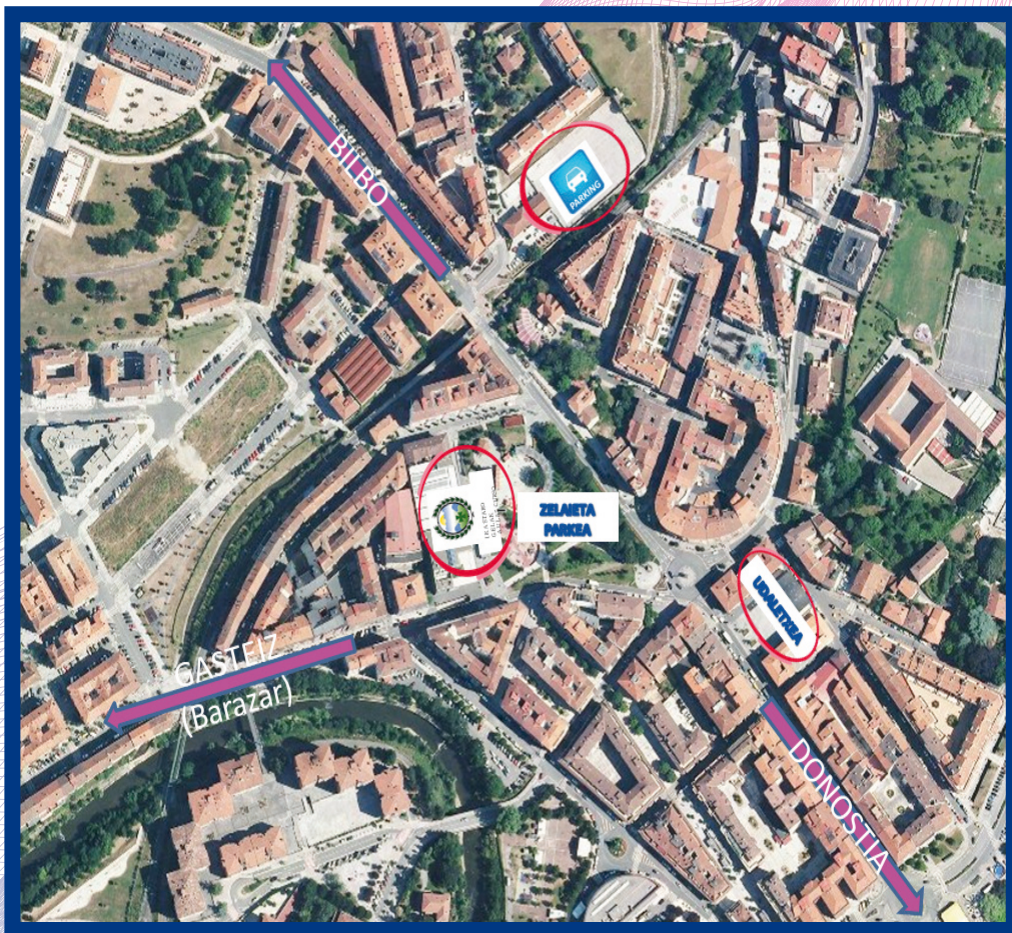 BILBO
PARKING
ZELAIETA
PARKEA
UDALETXEA
GASTEIZ
(Barazar)
DONOSTIA